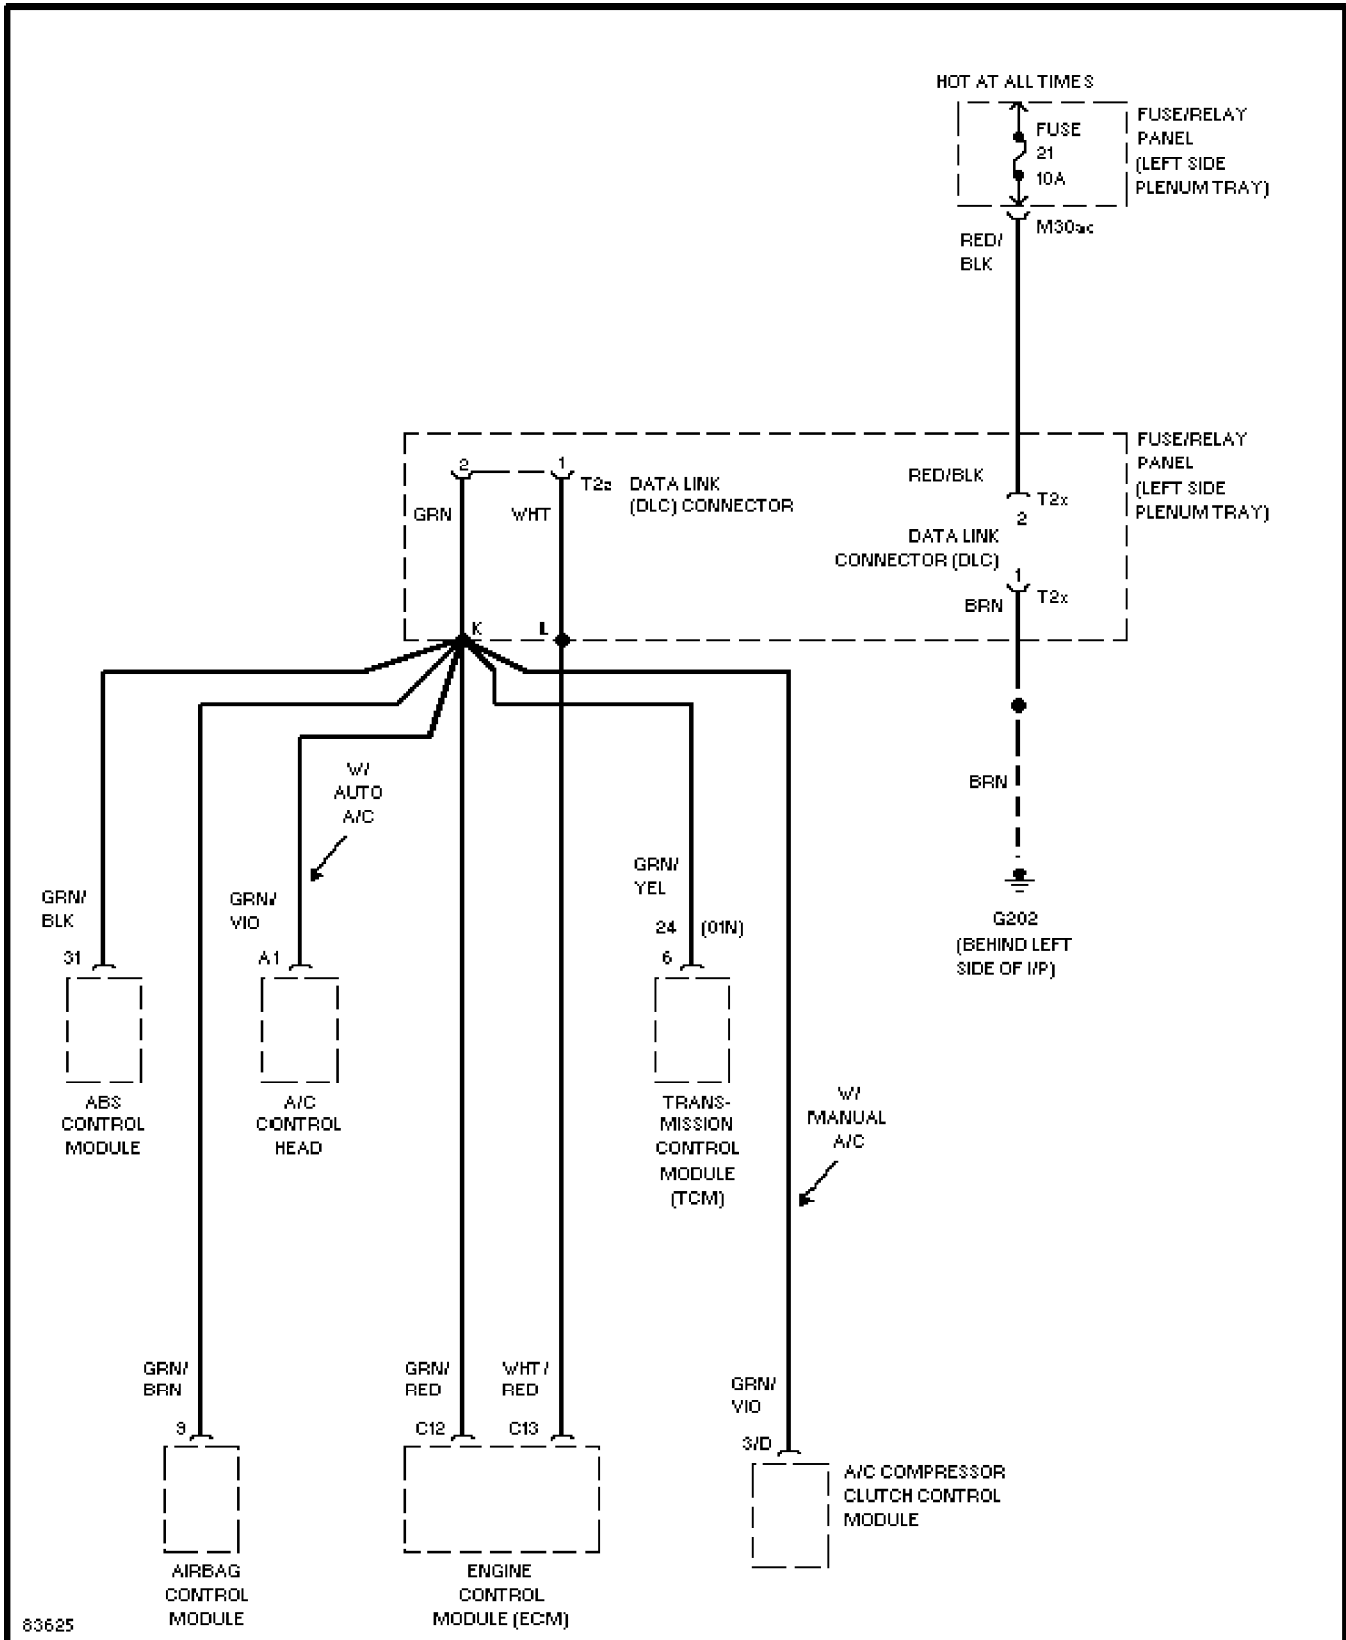 HOT AT ALL TIMES
FUSE
21
10A
FUSE/RELAY
PANEL
(LEFT SIDE
PLENUM TRAY)
RED/
BLK
2
1
GRN
WHT
DATA LINK
(DLC) CONNECTOR
RED/BLK
T2x
2
DATA LINK
CONNECTOR (DLC)
1
T2x
BRN
FUSE/RELAY
PANEL
(LEFT SIDE
PLENUM TRAY)
K
L
W/
AUTO
A/C
BRN
G202
(BEHIND LEFT
SIDE OF I/P)
GRN/
BLK
31
ABS
CONTROL
MODULE
GRN/
VIO
A1
A/C
CONTROL
HEAD
GRN/
YEL
24 (01N)
6
TRANS-
MISSION
CONTROL
MODULE
(TCM)
W/
MANUAL
A/C
GRN/
BRN
9
AIRBAG
CONTROL
MODULE
GRN/
RED
C12
WHT/
RED
C13
ENGINE
CONTROL
MODULE (ECM)
GRN/
VIO
3/D
A/C COMPRESSOR
CLUTCH CONTROL
MODULE
83625